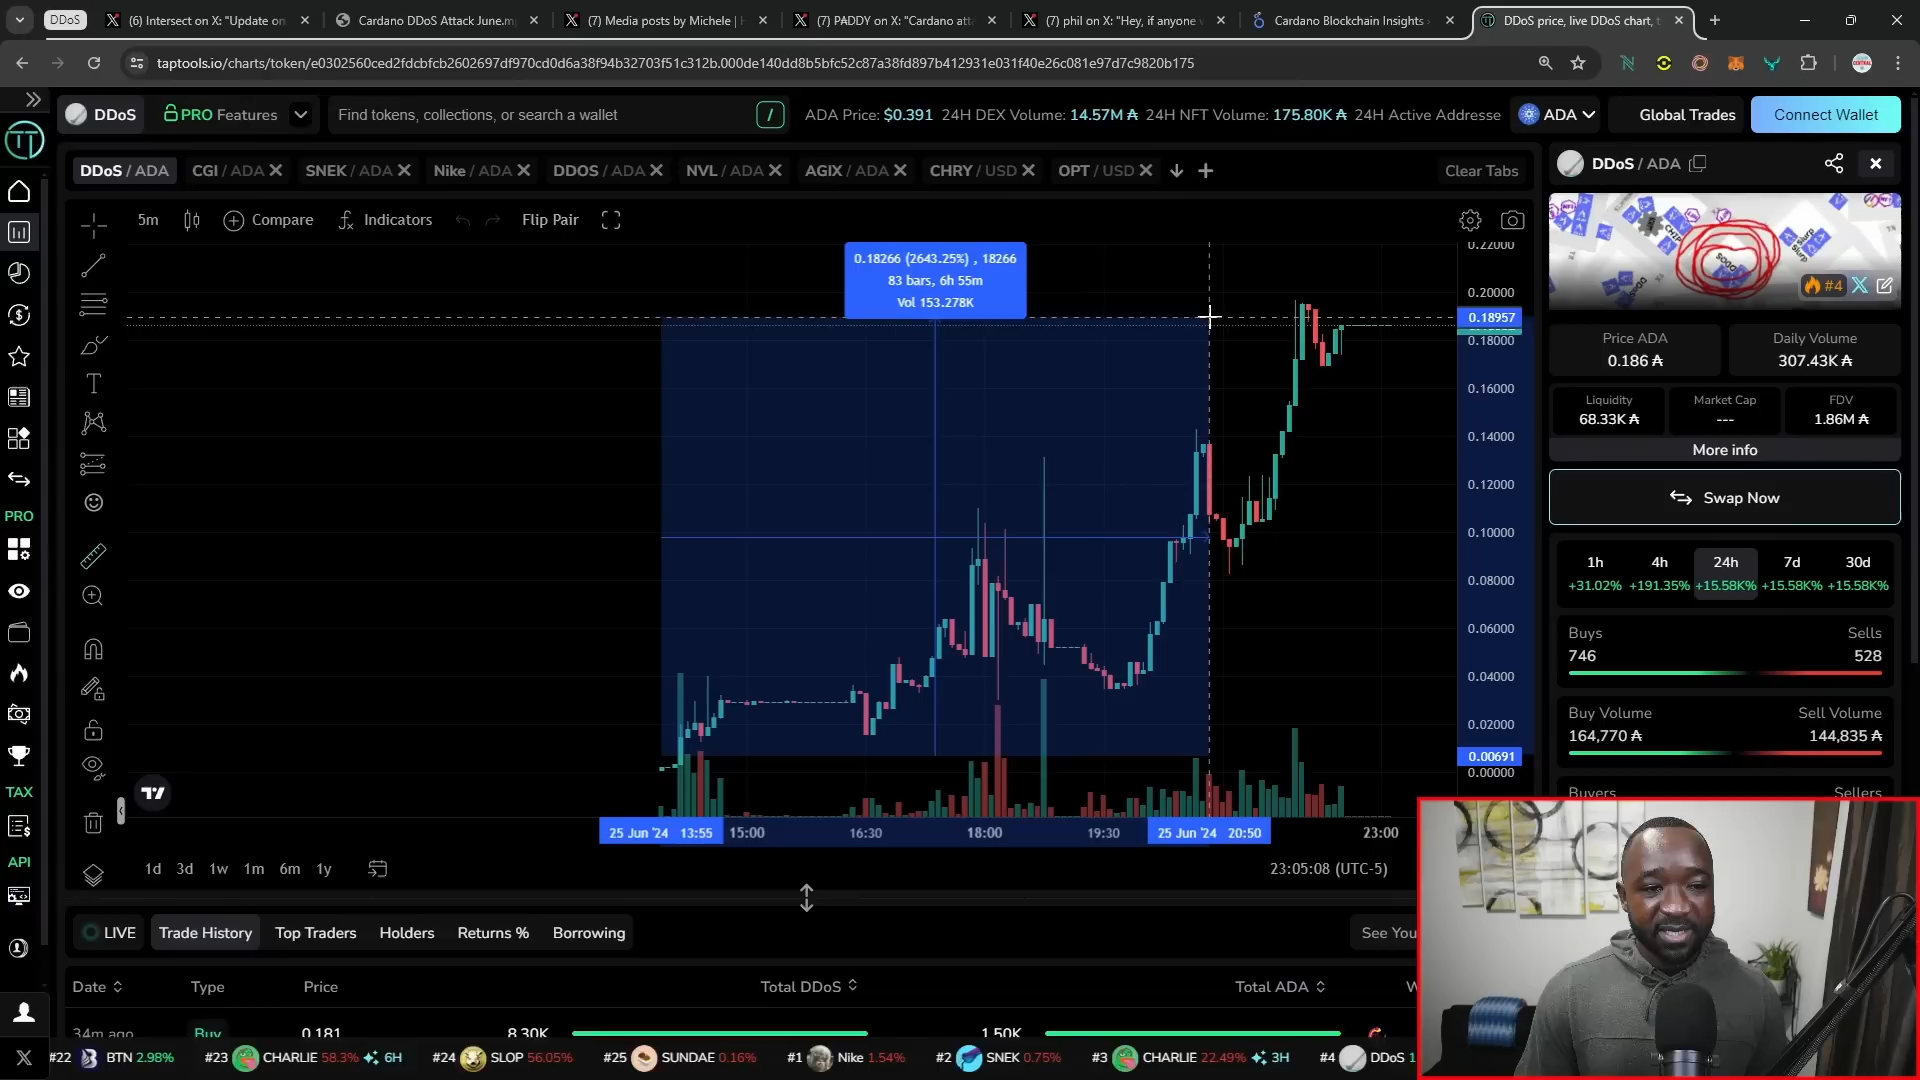 DDoS
(6) Intersect on X: "Update on
Cardano DDoS Attack June.m
(7) Media posts by Michele |
(7) PADDY on X: "Cardano att
(7) phil on X: "Hey, if anyone
Cardano Blockchain Insights
DDoS price, live DDoS chart, t
taptools.io/charts/token/e0302560ced2fdcbfcb2602697df970cd0d6a38f94b32703f51c312b.000de140dd8b5bfc52c87a38fd897b412931e031f40e26c081e97d7c9820b175
DDoS
PRO Features
Find tokens, collections, or search a wallet
/
ADA Price: $0.391 24H DEX Volume: 14.57M ₳ 24H NFT Volume: 175.80K ₳ 24H Active Addresse
ADA
Global Trades
Connect Wallet
DDoS / ADA
CGI / ADA
SNEK / ADA
Nike / ADA
DDOS / ADA
NVL / ADA
AGIX / ADA
CHRY / USD
OPT / USD
Clear Tabs
5m
Compare
Indicators
Flip Pair
0.18266 (2643.25%) , 18266
83 bars, 6h 55m
Vol 153.278K
0.22000
0.20000
0.18957
0.18000
0.16000
0.14000
0.12000
0.10000
0.08000
0.06000
0.04000
0.02000
0.00691
0.00000
25 Jun '24 13:55
15:00
16:30
18:00
19:30
25 Jun '24 20:50
23:00
1d 3d 1w 1m 6m 1y
23:05:08 (UTC-5)
PRO
TAX
API
DDoS / ADA
#4
Price ADA
0.186 ₳
Daily Volume
307.43K ₳
Liquidity
68.33K ₳
Market Cap
---
FDV
1.86M ₳
More info
Swap Now
1h 4h 24h 7d 30d
+31.02% +191.35% +15.58K% +15.58K% +15.58K%
Buys Sells
746 528
Buy Volume Sell Volume
164,770 ₳ 144,835 ₳
Buyers Sellers
LIVE
Trade History
Top Traders
Holders
Returns %
Borrowing
See You
Date Type Price Total DDoS Total ADA
34m ago Buy 0.181 8.30K 1.50K
#22 BTN 2.98% #23 CHARLIE 58.3% 6H #24 SLOP 56.05% #25 SUNDAE 0.16% #1 Nike 1.54% #2 SNEK 0.75% #3 CHARLIE 22.49% 3H #4 DDoS 1